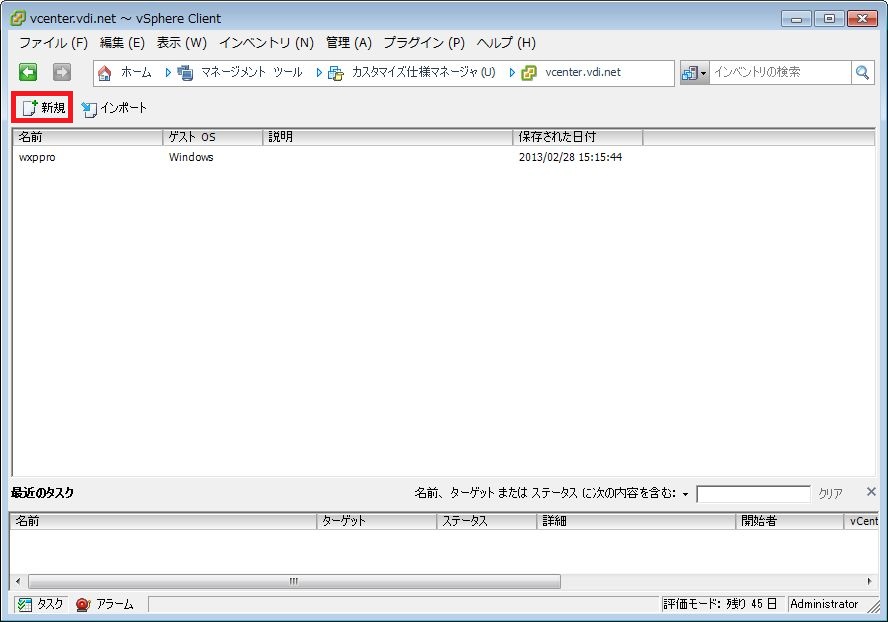 vcenter.vdi.net ～ vSphere Client
ファイル (F) 編集 (E) 表示 (W) インベントリ (N) 管理 (A) プラグイン (P) ヘルプ (H)
ホーム マネージメント ツール カスタマイズ仕様マネージャ (U) vcenter.vdi.net インベントリの検索
新規 インポート
名前 ゲスト OS 説明 保存された日付
wxppro Windows 2013/02/28 15:15:44
最近のタスク 名前、ターゲット または ステータス に次の内容を含む: クリア
名前 ターゲット ステータス 詳細 開始者 vCent
タスク アラーム 評価モード: 残り 45 日 Administrator